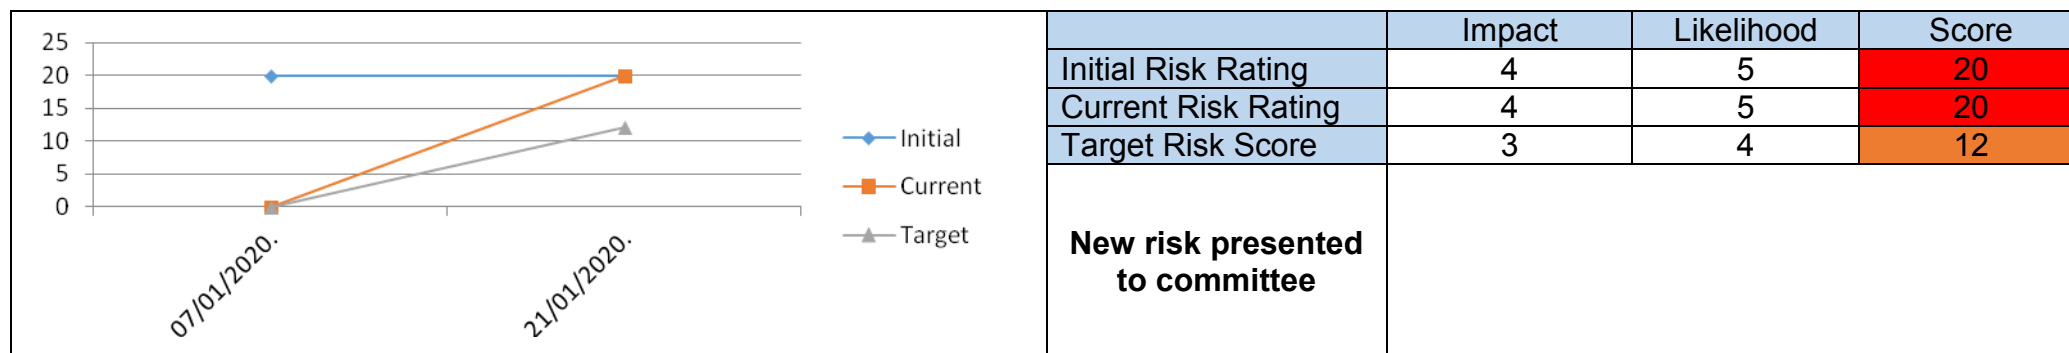 25
20
15
10
5
0
07/01/2020.
21/01/2020.
Initial
Current
Target
Impact Likelihood Score
Initial Risk Rating 4 5 20
Current Risk Rating 4 5 20
Target Risk Score 3 4 12
New risk presented
to committee